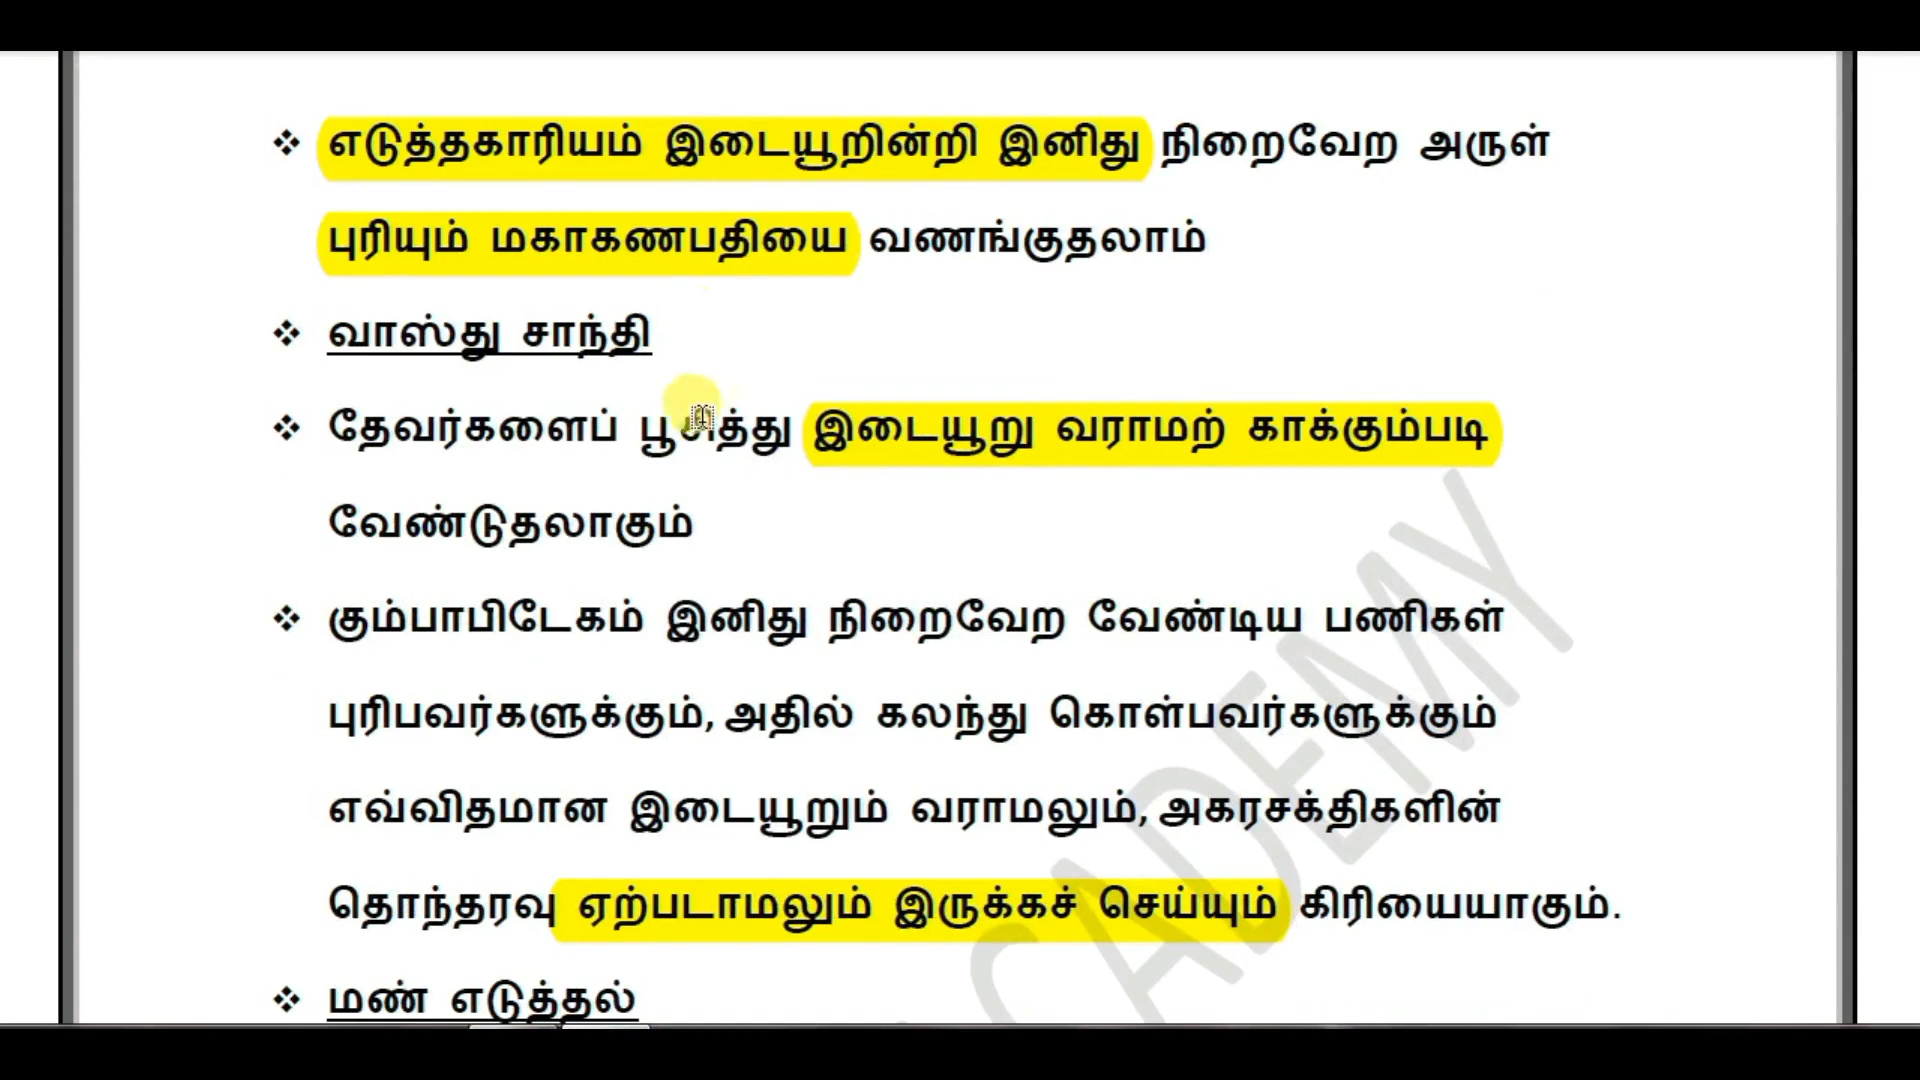 ❖ எடுத்தகாரியம் இடையூறின்றி இனிது நிறைவேற அருள்
புரியும் மகாகணபதியை வணங்குதலாம்
❖ வாஸ்து சாந்தி
❖ தேவர்களைப் இடையூறு வராமற் காக்கும்படி
வேண்டுதலாகும்
❖ கும்பாபிடேகம் இனிது நிறைவேற வேண்டிய பணிகள்
புரிபவர்களுக்கும், அதில் கலந்து கொள்பவர்களுக்கும்
எவ்விதமான இடையூறும் வராமலும், அகரசக்திகளின்
தொந்தரவு ஏற்படாமலும் இருக்கச் செய்யும் கிரியையாகும்.
❖ மண் எடுத்தல்
ACADEMY